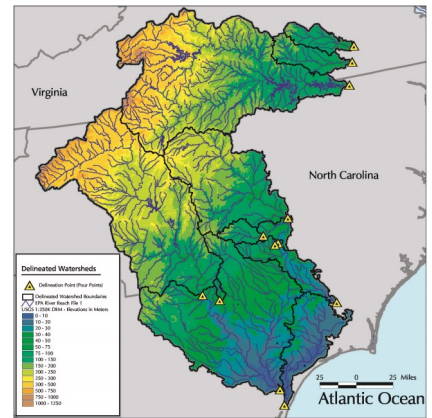 Virginia
North Carolina
Delineated Watersheds
Delineation Point (Pour Points)
Delineated Watershed Boundaries
EPA River Reach File 1
USGS 1:250K DEM - Elevations in Meters
0 - 10
10 - 20
20 - 30
30 - 40
40 - 50
50 - 75
75 - 100
100 - 150
150 - 200
200 - 250
250 - 300
300 - 400
400 - 500
500 - 750
750 - 1000
1000 - 1250
25 0 25
Miles
Atlantic Ocean